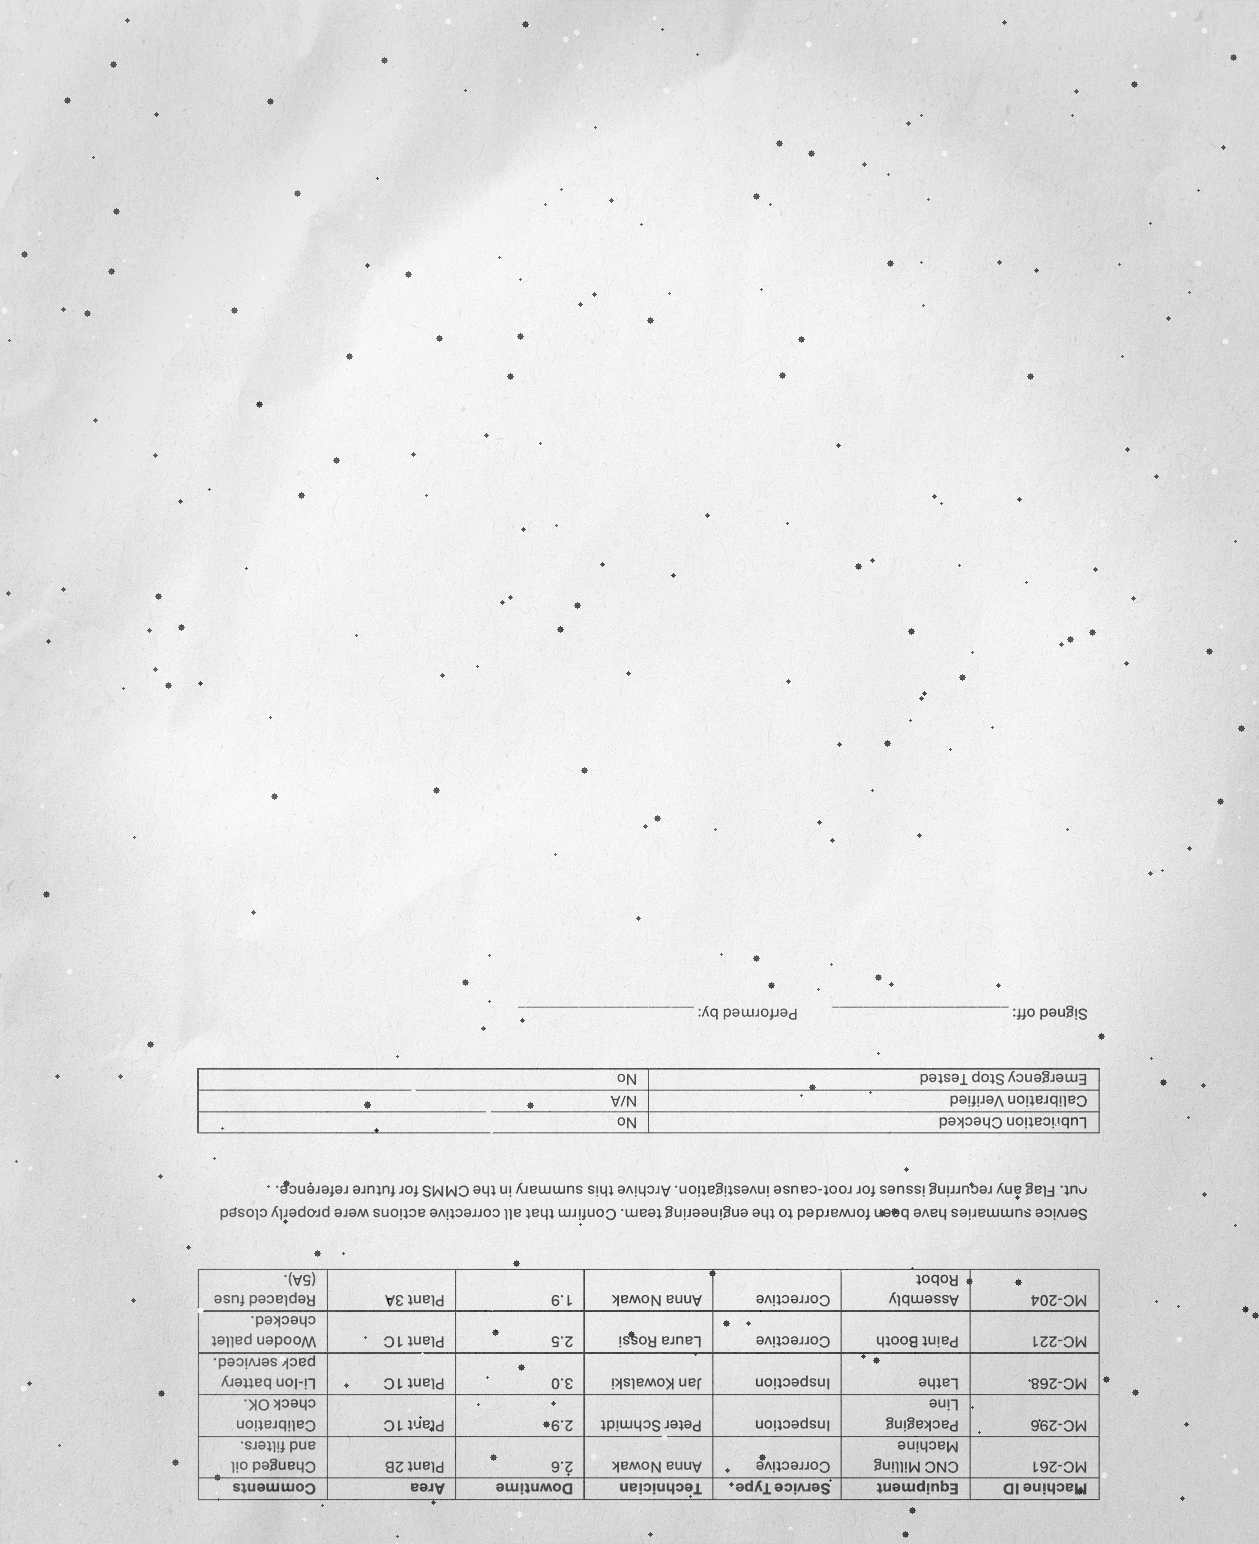 Machine ID Equipment Service Type Technician Downtime Area Comments
MC-261 CNC Milling Machine Corrective Anna Nowak 2.6 Plant 2B Changed oil and filters.
MC-296 Packaging Line Inspection Peter Schmidt 2.9 Plant 1C Calibration check OK.
MC-268 Lathe Inspection Jan Kowalski 3.0 Plant 1C Li-Ion battery pack serviced.
MC-221 Paint Booth Corrective Laura Rossi 2.5 Plant 1C Wooden pallet checked.
MC-204 Assembly Robot Corrective Anna Nowak 1.9 Plant 3A Replaced fuse (5A).
Service summaries have been forwarded to the engineering team. Confirm that all corrective actions were properly closed
out. Flag any recurring issues for root-cause investigation. Archive this summary in the CMMS for future reference.
Lubrication Checked No
Calibration Verified N/A
Emergency Stop Tested No
Signed off: ______________________ Performed by: ______________________